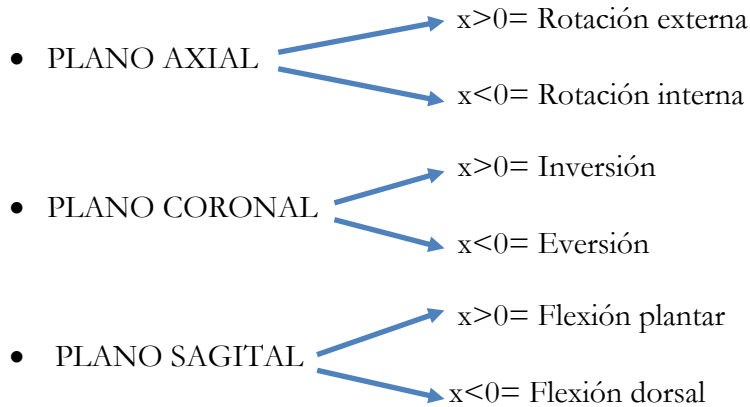 x>0= Rotación externa
• PLANO AXIAL
x<0= Rotación interna
x>0= Inversión
• PLANO CORONAL
x<0= Eversión
x>0= Flexión plantar
• PLANO SAGITAL
x<0= Flexión dorsal